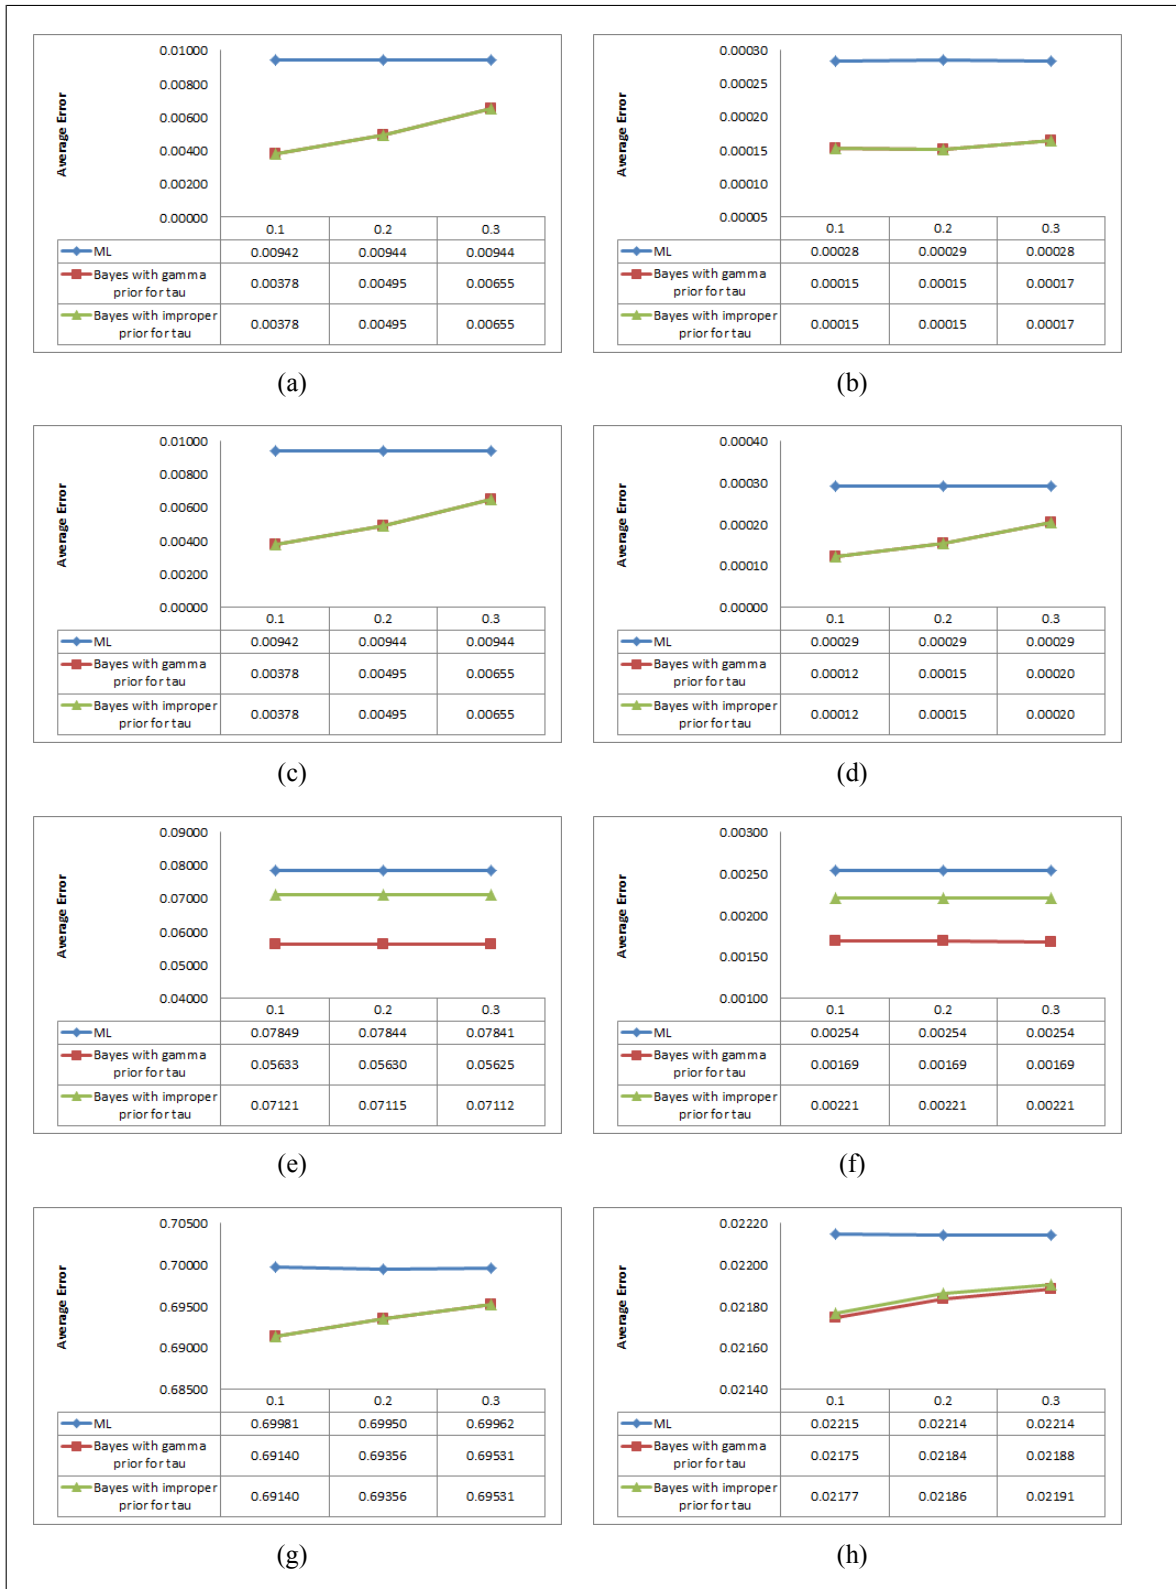 0.01000
0.00800
0.00600
0.00400
0.00200
0.00000
Average Error
0.1 0.2 0.3
ML 0.00942 0.00944 0.00944
Bayes with gamma
prior for tau 0.00378 0.00495 0.00655
Bayes with improper
prior for tau 0.00378 0.00495 0.00655
(a)
0.00030
0.00025
0.00020
0.00015
0.00010
0.00005
Average Error
0.1 0.2 0.3
ML 0.00028 0.00029 0.00028
Bayes with gamma
prior for tau 0.00015 0.00015 0.00017
Bayes with improper
prior for tau 0.00015 0.00015 0.00017
(b)
0.01000
0.00800
0.00600
0.00400
0.00200
0.00000
Average Error
0.1 0.2 0.3
ML 0.00942 0.00944 0.00944
Bayes with gamma
prior for tau 0.00378 0.00495 0.00655
Bayes with improper
prior for tau 0.00378 0.00495 0.00655
(c)
0.00040
0.00030
0.00020
0.00010
0.00000
Average Error
0.1 0.2 0.3
ML 0.00029 0.00029 0.00029
Bayes with gamma
prior for tau 0.00012 0.00015 0.00020
Bayes with improper
prior for tau 0.00012 0.00015 0.00020
(d)
0.09000
0.08000
0.07000
0.06000
0.05000
0.04000
Average Error
0.1 0.2 0.3
ML 0.07849 0.07844 0.07841
Bayes with gamma
prior for tau 0.05633 0.05630 0.05625
Bayes with improper
prior for tau 0.07121 0.07115 0.07112
(e)
0.00300
0.00250
0.00200
0.00150
0.00100
Average Error
0.1 0.2 0.3
ML 0.00254 0.00254 0.00254
Bayes with gamma
prior for tau 0.00169 0.00169 0.00169
Bayes with improper
prior for tau 0.00221 0.00221 0.00221
(f)
0.70500
0.70000
0.69500
0.69000
0.68500
Average Error
0.1 0.2 0.3
ML 0.69981 0.69950 0.69962
Bayes with gamma
prior for tau 0.69140 0.69356 0.69531
Bayes with improper
prior for tau 0.69140 0.69356 0.69531
(g)
0.02220
0.02200
0.02180
0.02160
0.02140
Average Error
0.1 0.2 0.3
ML 0.02215 0.02214 0.02214
Bayes with gamma
prior for tau 0.02175 0.02184 0.02188
Bayes with improper
prior for tau 0.02177 0.02186 0.02191
(h)